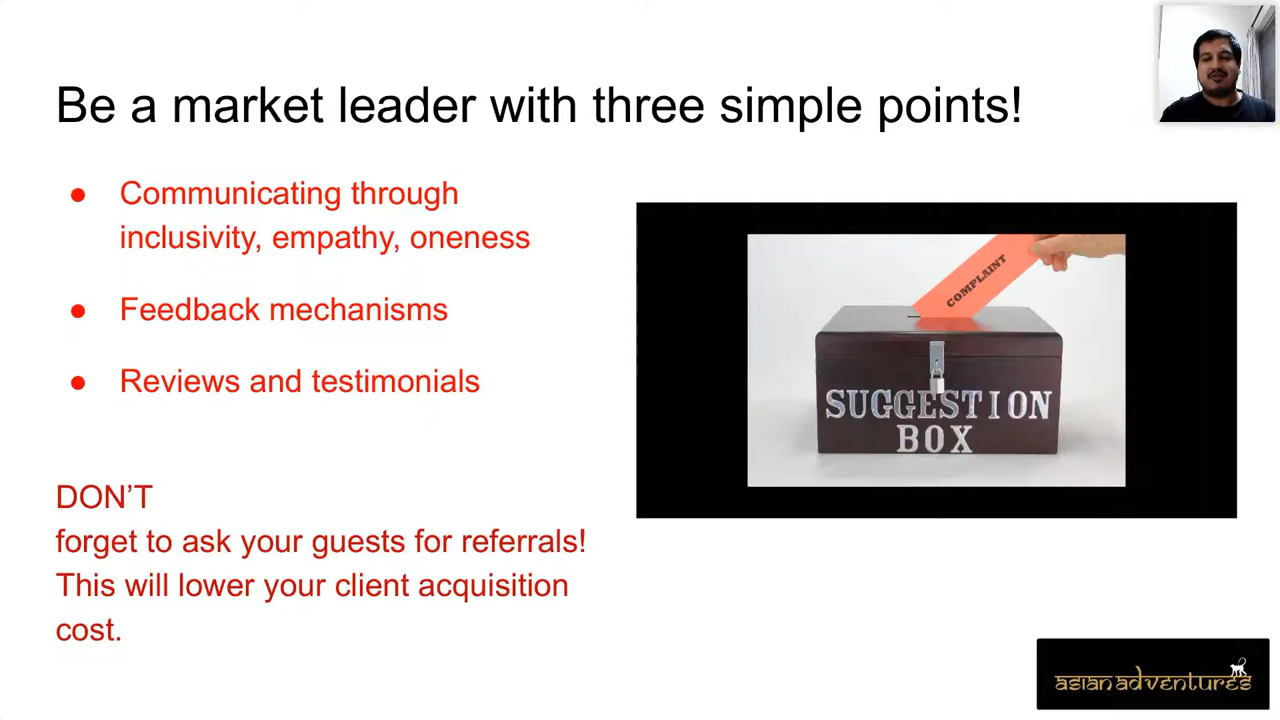 Be a market leader with three simple points!
● Communicating through
inclusivity, empathy, oneness
● Feedback mechanisms
● Reviews and testimonials
DON’T
forget to ask your guests for referrals!
This will lower your client acquisition
cost.
COMPLAINT
SUGGESTION
BOX
asian adventures